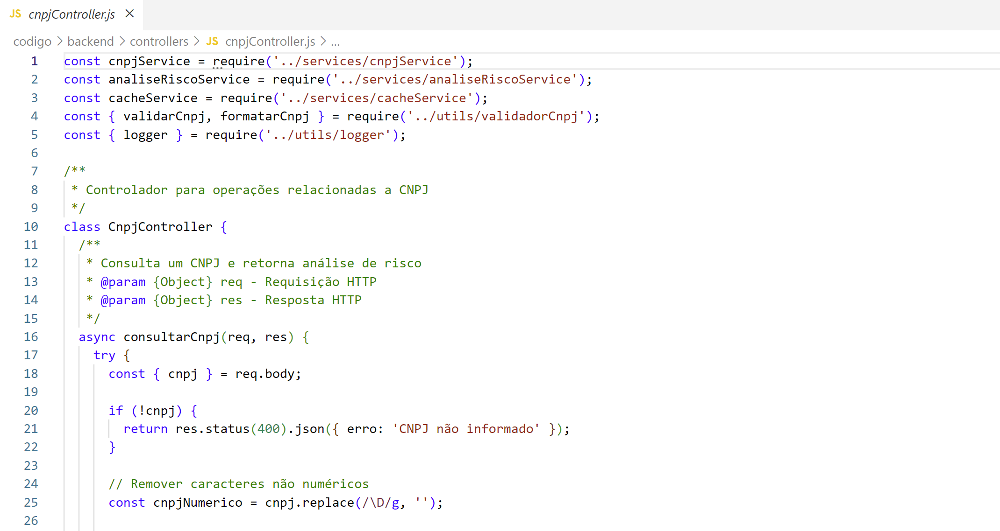 JS cnpjController.js
codigo > backend > controllers > JS cnpjController.js > ...
1 const cnpjService = require('../services/cnpjService');
2 const analiseRiscoService = require('../services/analiseRiscoService');
3 const cacheService = require('../services/cacheService');
4 const { validarCnpj, formatarCnpj } = require('../utils/validadorCnpj');
5 const { logger } = require('../utils/logger');
6
7 /**
8  * Controlador para operações relacionadas a CNPJ
9  */
10 class CnpjController {
11   /**
12    * Consulta um CNPJ e retorna análise de risco
13    * @param {Object} req - Requisição HTTP
14    * @param {Object} res - Resposta HTTP
15    */
16   async consultarCnpj(req, res) {
17     try {
18       const { cnpj } = req.body;
19
20       if (!cnpj) {
21         return res.status(400).json({ erro: 'CNPJ não informado' });
22       }
23
24       // Remover caracteres não numéricos
25       const cnpjNumerico = cnpj.replace(/\D/g, '');
26